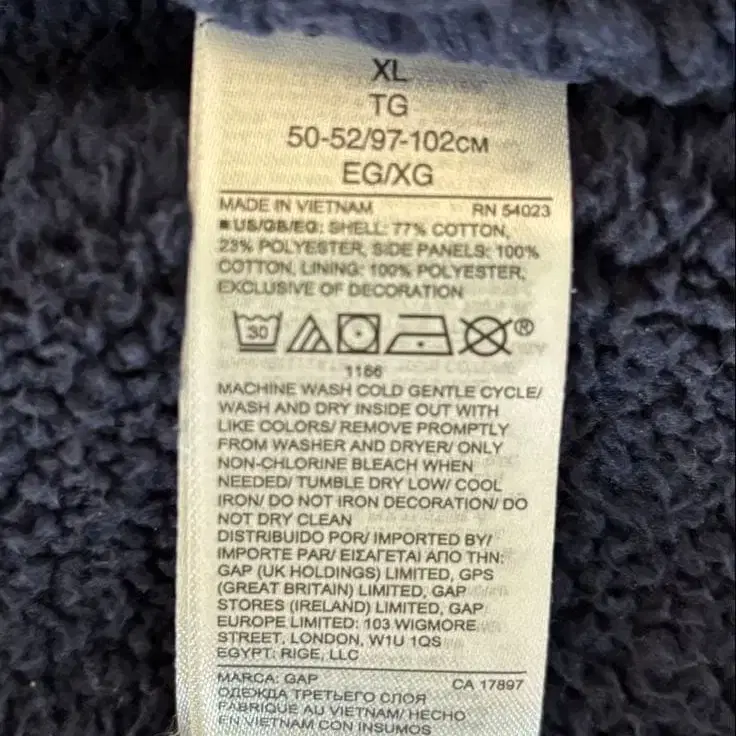 XL
TG
50-52/97-102СМ
EG/XG
MADE IN VIETNAM RN 54023
■ US/GB/EG: SHELL: 77% COTTON,
23% POLYESTER, SIDE PANELS: 100%
COTTON, LINING: 100% POLYESTER,
EXCLUSIVE OF DECORATION
30 ®
1166
MACHINE WASH COLD GENTLE CYCLE/
WASH AND DRY INSIDE OUT WITH
LIKE COLORS/ REMOVE PROMPTLY
FROM WASHER AND DRYER/ ONLY
NON-CHLORINE BLEACH WHEN
NEEDED/ TUMBLE DRY LOW/ COOL
IRON/ DO NOT IRON DECORATION/ DO
NOT DRY CLEAN
DISTRIBUIDO POR/ IMPORTED BY/
IMPORTE PAR/ ΕΙΣΑΓΕΤΑΙ ΑΠΟ ΤΗΝ:
GAP (UK HOLDINGS) LIMITED, GPS
(GREAT BRITAIN) LIMITED, GAP
STORES (IRELAND) LIMITED, GAP
EUROPE LIMITED: 103 WIGMORE
STREET, LONDON, W1U 1QS
EGYPT: RIGE, LLC
MARCA: GAP CA 17897
ОДЕЖДА ТРЕТЬЕГО СЛОЯ
FABRIQUE AU VIETNAM/ HECHO
EN VIETNAM CON INSUMOS